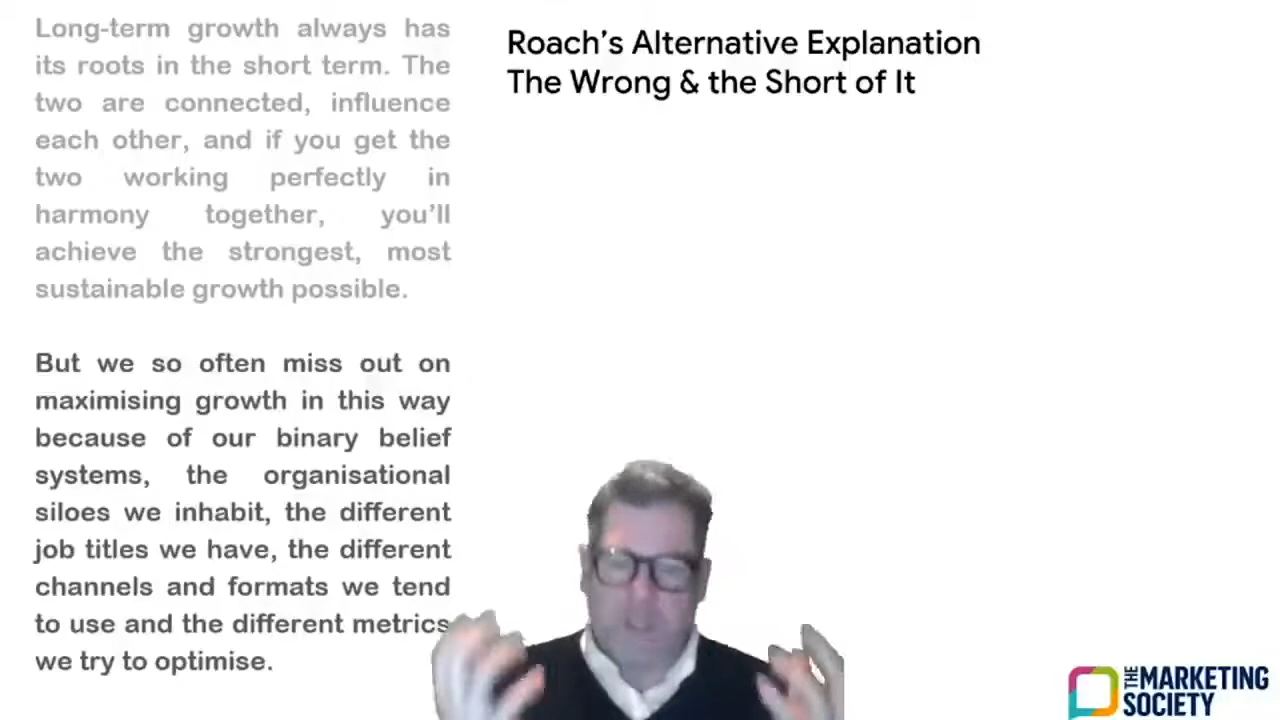 Long-term growth always has
its roots in the short term. The
two are connected, influence
each other, and if you get the
two working perfectly in
harmony together, you'll
achieve the strongest, most
sustainable growth possible.
But we so often miss out on
maximising growth in this way
because of our binary belief
systems, the organisational
siloes we inhabit, the different
job titles we have, the different
channels and formats we tend
to use and the different metrics
we try to optimise.
Roach’s Alternative Explanation
The Wrong & the Short of It
THE MARKETING
SOCIETY